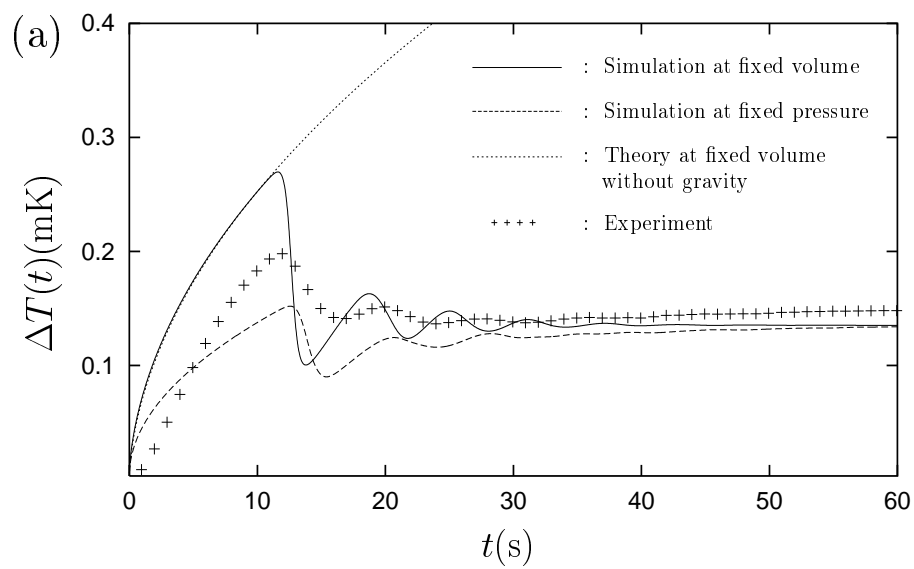 (a)
0.4
0.3
0.2
0.1
ΔT(t)(mK)
: Simulation at fixed volume
: Simulation at fixed pressure
: Theory at fixed volume
without gravity
: Experiment
0 10 20 30 40 50 60
t(s)